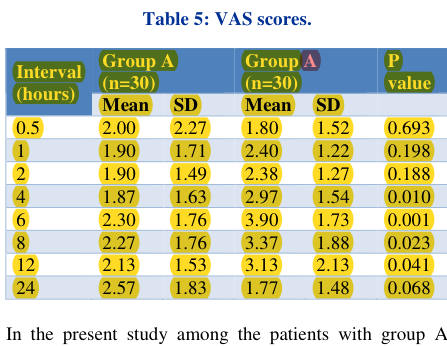 Table 5: VAS scores.
Interval (hours) Group A (n=30) Group A (n=30) P value
Mean SD Mean SD
0.5 2.00 2.27 1.80 1.52 0.693
1 1.90 1.71 2.40 1.22 0.198
2 1.90 1.49 2.38 1.27 0.188
4 1.87 1.63 2.97 1.54 0.010
6 2.30 1.76 3.90 1.73 0.001
8 2.27 1.76 3.37 1.88 0.023
12 2.13 1.53 3.13 2.13 0.041
24 2.57 1.83 1.77 1.48 0.068
In the present study among the patients with group A